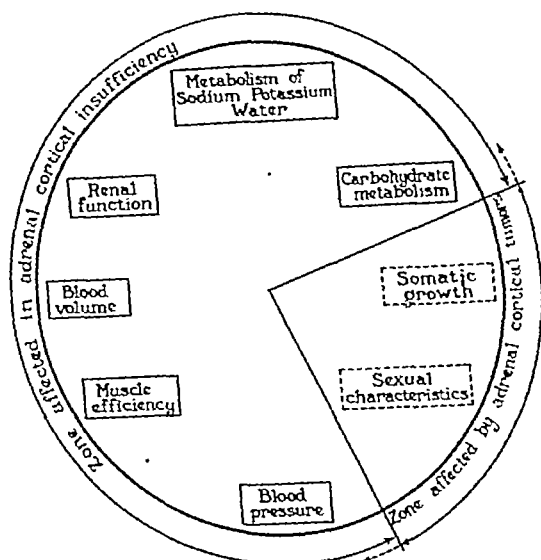 Zone affected in adrenal cortical insufficiency
Metabolism of
Sodium Potassium
Water
Carbohydrate
metabolism
Renal
function
Somatic
growth
Blood
volume
Sexual
characteristics
Muscle
efficiency
Blood
pressure
Zone affected by adrenal cortical tumors